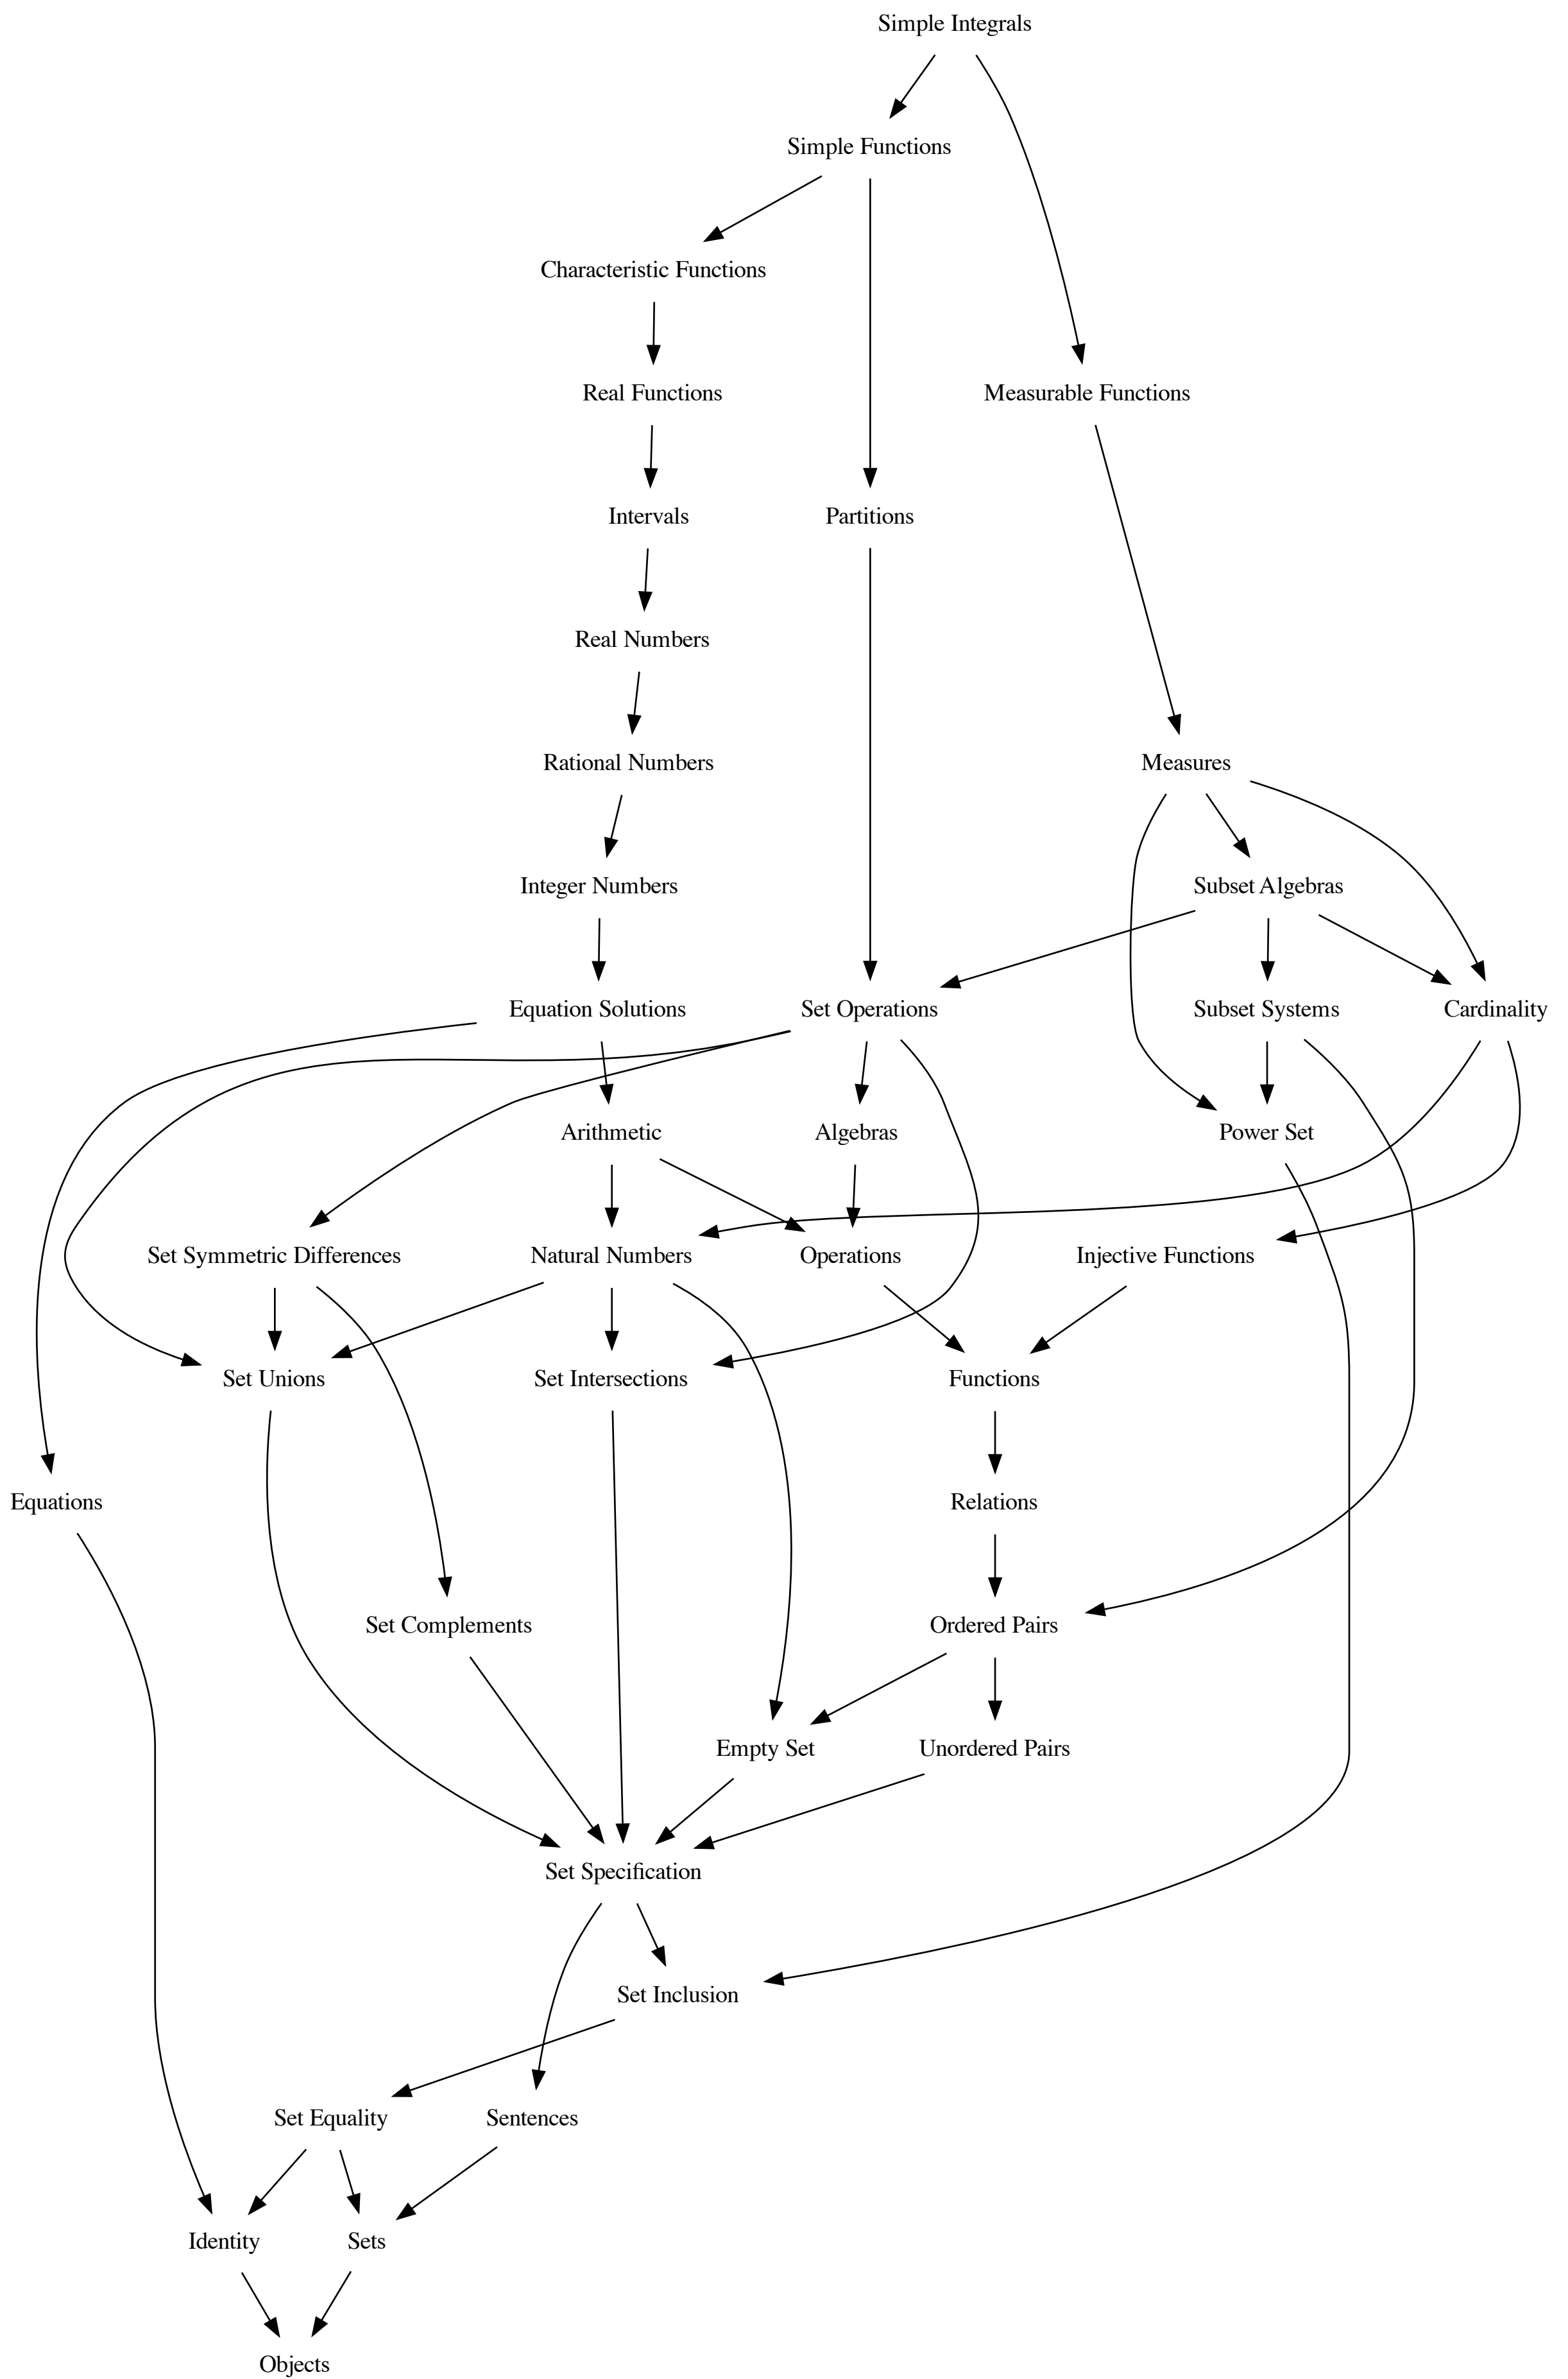 Simple Integrals
Simple Functions
Characteristic Functions
Real Functions
Measurable Functions
Intervals
Partitions
Real Numbers
Rational Numbers
Measures
Integer Numbers
Subset Algebras
Equation Solutions
Set Operations
Subset Systems
Cardinality
Arithmetic
Algebras
Power Set
Set Symmetric Differences
Natural Numbers
Operations
Injective Functions
Set Unions
Set Intersections
Functions
Equations
Relations
Set Complements
Ordered Pairs
Empty Set
Unordered Pairs
Set Specification
Set Inclusion
Set Equality
Sentences
Identity
Sets
Objects